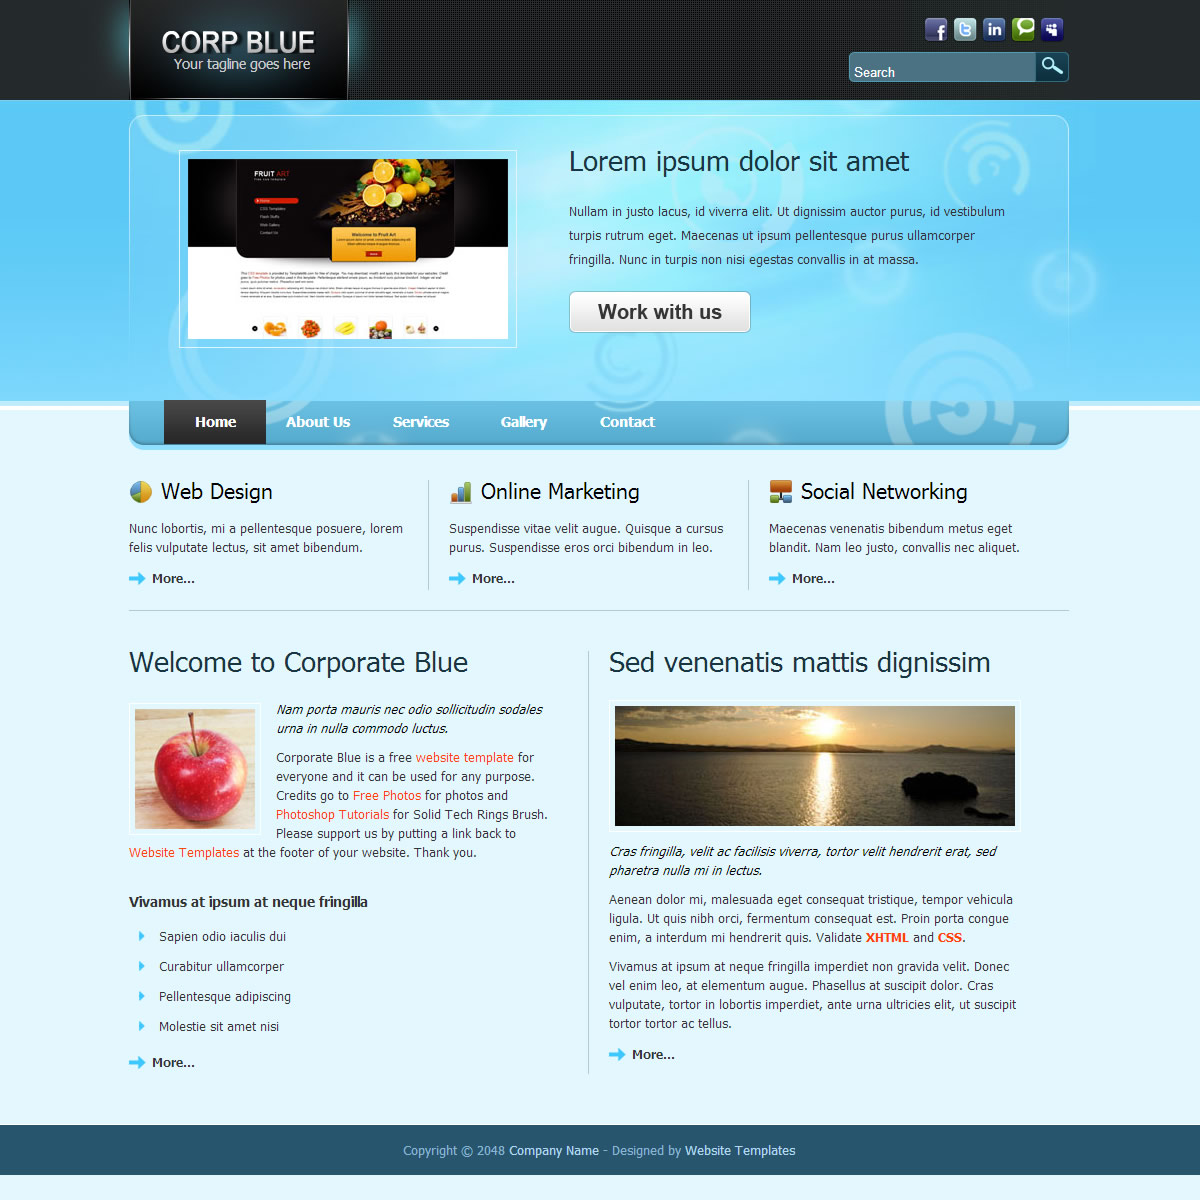 CORP BLUE
Your tagline goes here
in
Search
FRUIT ART
Home
CSS Templates
Flash Stuffs
Web Gallery
Contact Us
Welcome to Fruit Art
Lorem ipsum dolor sit amet
Nullam in justo lacus, id viverra elit. Ut dignissim auctor purus, id vestibulum
turpis rutrum eget. Maecenas ut ipsum pellentesque purus ullamcorper
fringilla. Nunc in turpis non nisi egestas convallis in at massa.
Work with us
Home
About Us
Services
Gallery
Contact
Web Design
Nunc lobortis, mi a pellentesque posuere, lorem
felis vulputate lectus, sit amet bibendum.
More...
Online Marketing
Suspendisse vitae velit augue. Quisque a cursus
purus. Suspendisse eros orci bibendum in leo.
More...
Social Networking
Maecenas venenatis bibendum metus eget
blandit. Nam leo justo, convallis nec aliquet.
More...
Welcome to Corporate Blue
Nam porta mauris nec odio sollicitudin sodales
urna in nulla commodo luctus.
Corporate Blue is a free website template for
everyone and it can be used for any purpose.
Credits go to Free Photos for photos and
Photoshop Tutorials for Solid Tech Rings Brush.
Please support us by putting a link back to
Website Templates at the footer of your website. Thank you.
Vivamus at ipsum at neque fringilla
Sapien odio iaculis dui
Curabitur ullamcorper
Pellentesque adipiscing
Molestie sit amet nisi
More...
Sed venenatis mattis dignissim
Cras fringilla, velit ac facilisis viverra, tortor velit hendrerit erat, sed
pharetra nulla mi in lectus.
Aenean dolor mi, malesuada eget consequat tristique, tempor vehicula
ligula. Ut quis nibh orci, fermentum consequat est. Proin porta congue
enim, a interdum mi hendrerit quis. Validate XHTML and CSS.
Vivamus at ipsum at neque fringilla imperdiet non gravida velit. Donec
vel enim leo, at elementum augue. Phasellus at suscipit dolor. Cras
vulputate, tortor in lobortis imperdiet, ante urna ultricies elit, ut suscipit
tortor tortor ac tellus.
More...
Copyright © 2048 Company Name - Designed by Website Templates